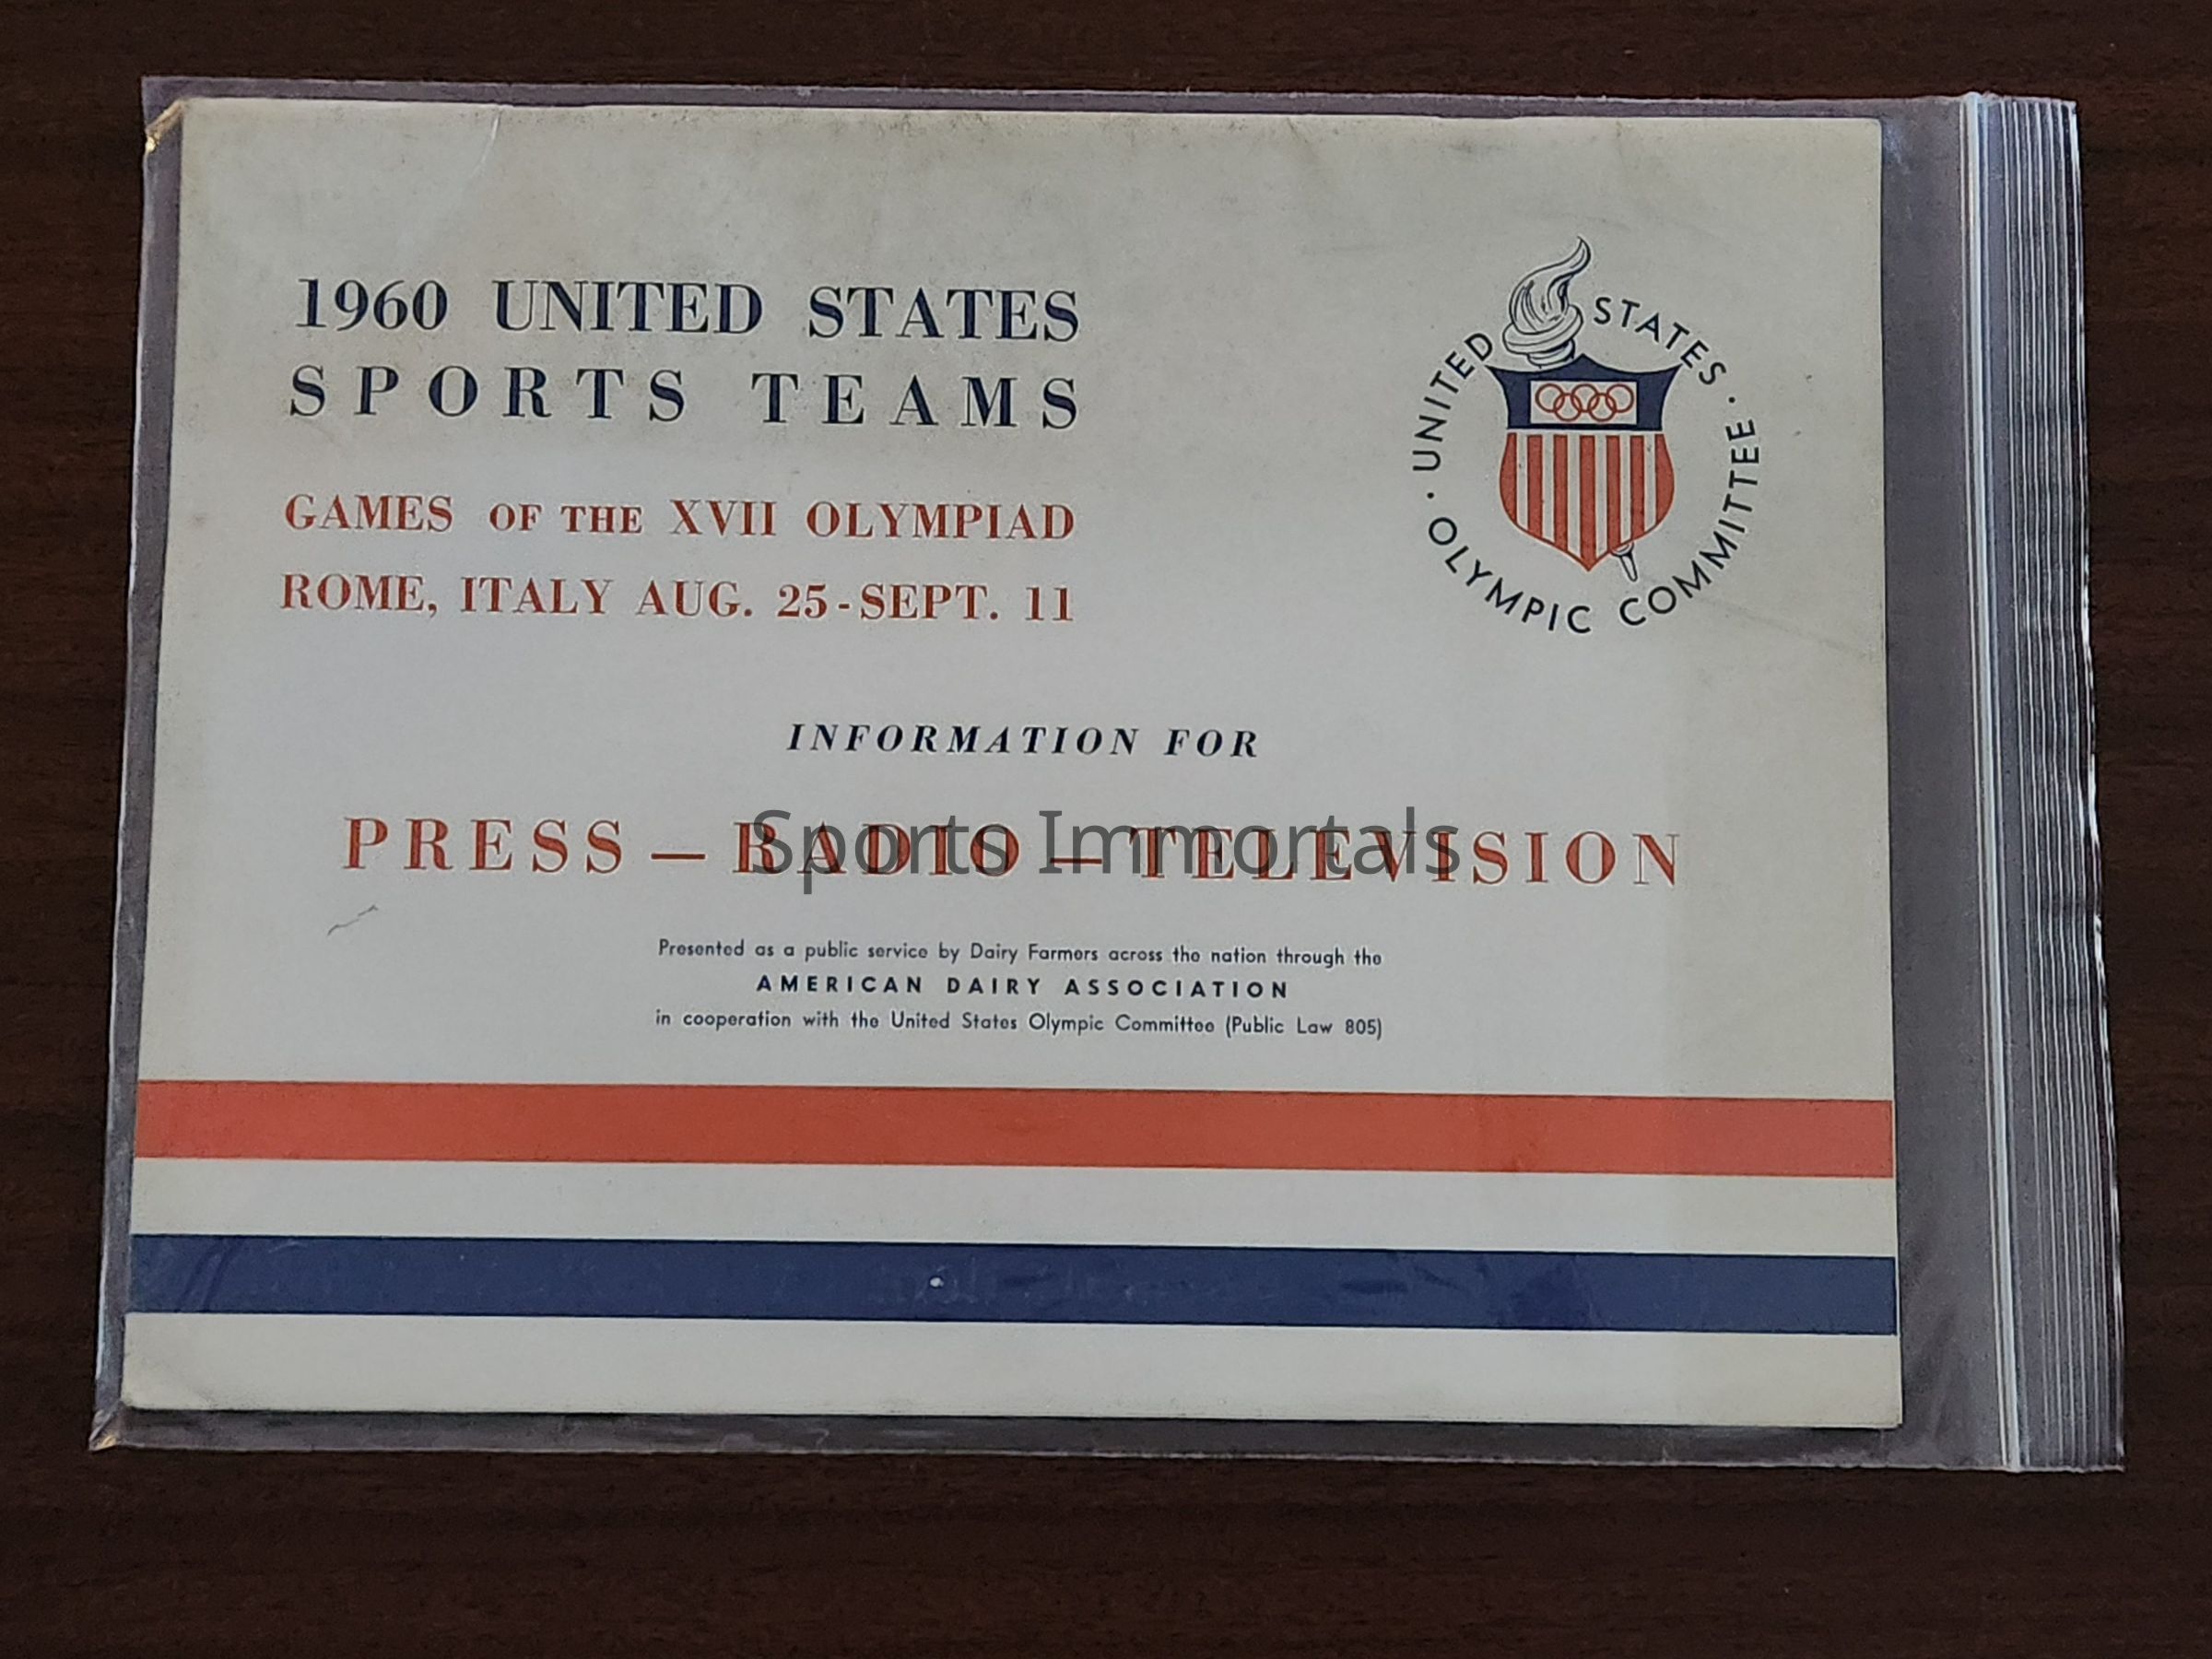 1960 UNITED STATES
SPORTS TEAMS
GAMES OF THE XVII OLYMPIAD
ROME, ITALY AUG. 25-SEPT. 11
· UNITED STATES · OLYMPIC COMMITTEE
INFORMATION FOR
PRESS — RADIO — TELEVISION
Sports Immortals
Presented as a public service by Dairy Farmers across the nation through the
AMERICAN DAIRY ASSOCIATION
in cooperation with the United States Olympic Committee (Public Law 805)